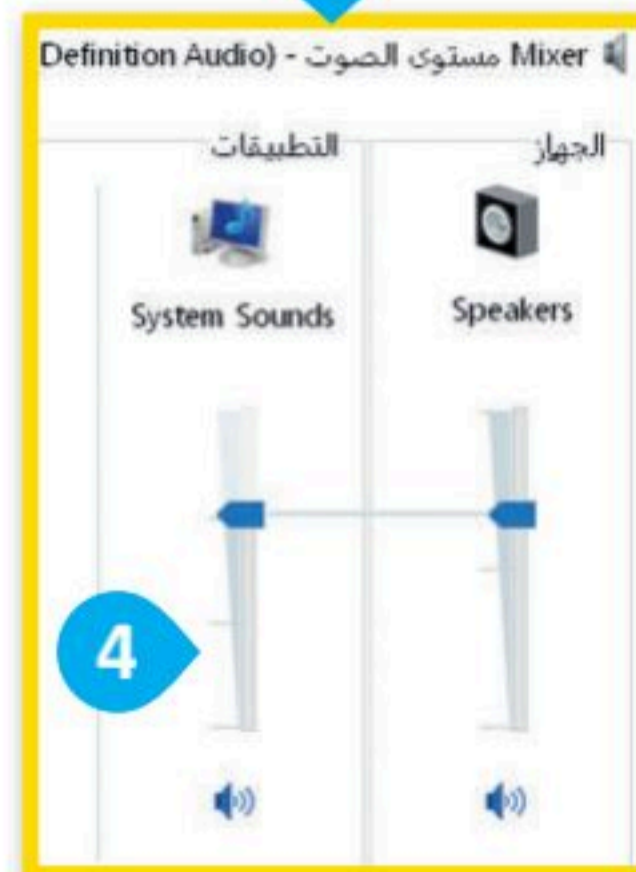 Mixer مستوى الصوت - (Definition Audio
الجهاز
التطبيقات
Speakers
System Sounds
4